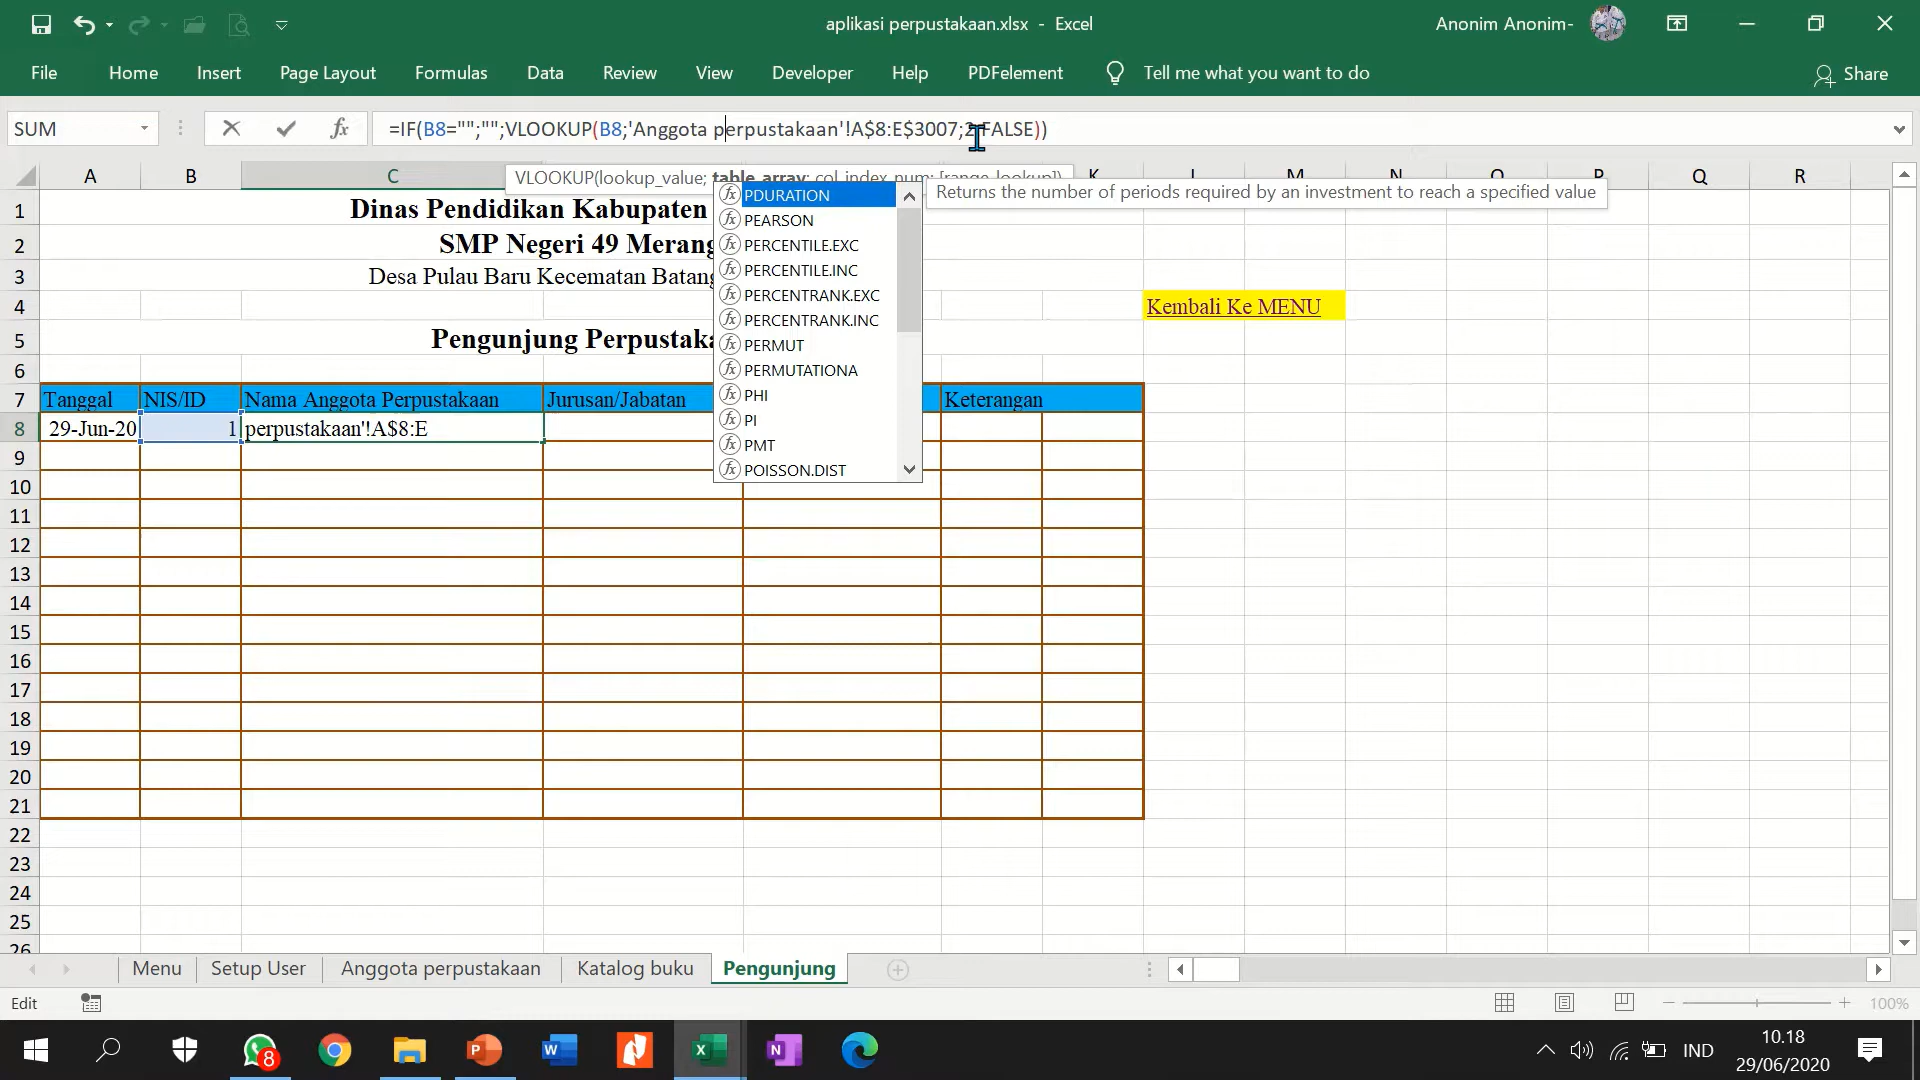 aplikasi perpustakaan.xlsx - Excel
Anonim Anonim-
File Home Insert Page Layout Formulas Data Review View Developer Help PDFelement Tell me what you want to do Share
SUM
fx
=IF(B8="";"";VLOOKUP(B8;'Anggota perpustakaan'!A$8:E$3007;2;FALSE))
VLOOKUP(lookup_value; table_array; col_index_num; [range_lookup])
A B C K L M N O P Q R
PDURATION
Returns the number of periods required by an investment to reach a specified value
PEARSON
PERCENTILE.EXC
PERCENTILE.INC
PERCENTRANK.EXC
PERCENTRANK.INC
PERMUT
PERMUTATIONA
PHI
PI
PMT
POISSON.DIST
1 Dinas Pendidikan Kabupaten
2 SMP Negeri 49 Merang
3 Desa Pulau Baru Kecematan Batang
4 Kembali Ke MENU
5 Pengunjung Perpustaka
6
7 Tanggal NIS/ID Nama Anggota Perpustakaan Jurusan/Jabatan Keterangan
8 29-Jun-20 1 perpustakaan'!A$8:E
9
10
11
12
13
14
15
16
17
18
19
20
21
22
23
24
25
26
Menu Setup User Anggota perpustakaan Katalog buku Pengunjung
Edit
100%
8
IND
10.18
29/06/2020